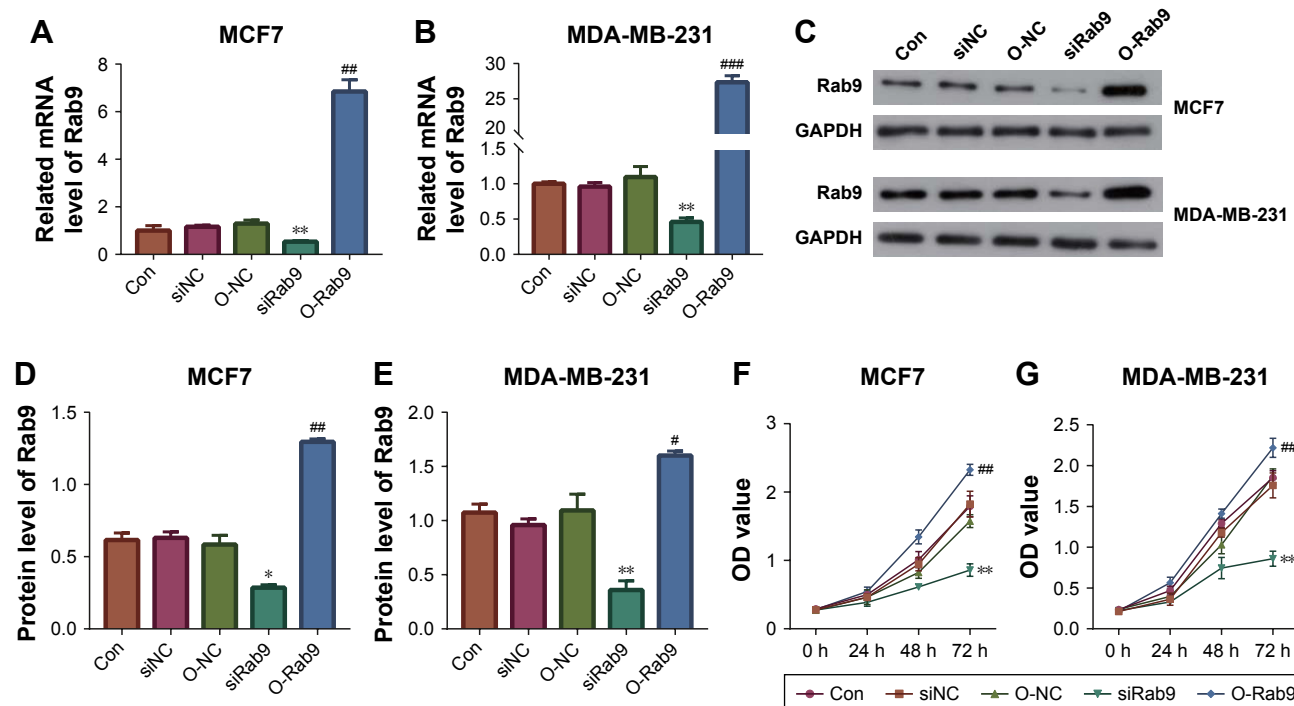 A
MCF7
Related mRNA
level of Rab9
8
6
4
2
0
**
##
Con
siNC
O-NC
siRab9
O-Rab9
B
MDA-MB-231
Related mRNA
level of Rab9
30
25
20
1.5
1.0
0.5
0.0
**
###
Con
siNC
O-NC
siRab9
O-Rab9
C
Con
siNC
O-NC
siRab9
O-Rab9
Rab9
GAPDH
MCF7
Rab9
GAPDH
MDA-MB-231
D
MCF7
Protein level of Rab9
1.5
1.0
0.5
0.0
*
##
Con
siNC
O-NC
siRab9
O-Rab9
E
MDA-MB-231
Protein level of Rab9
2.0
1.5
1.0
0.5
0.0
**
#
Con
siNC
O-NC
siRab9
O-Rab9
F
MCF7
OD value
3
2
1
0
##
**
0 h 24 h 48 h 72 h
G
MDA-MB-231
OD value
2.5
2.0
1.5
1.0
0.5
0.0
##
**
0 h 24 h 48 h 72 h
Con siNC O-NC siRab9 O-Rab9